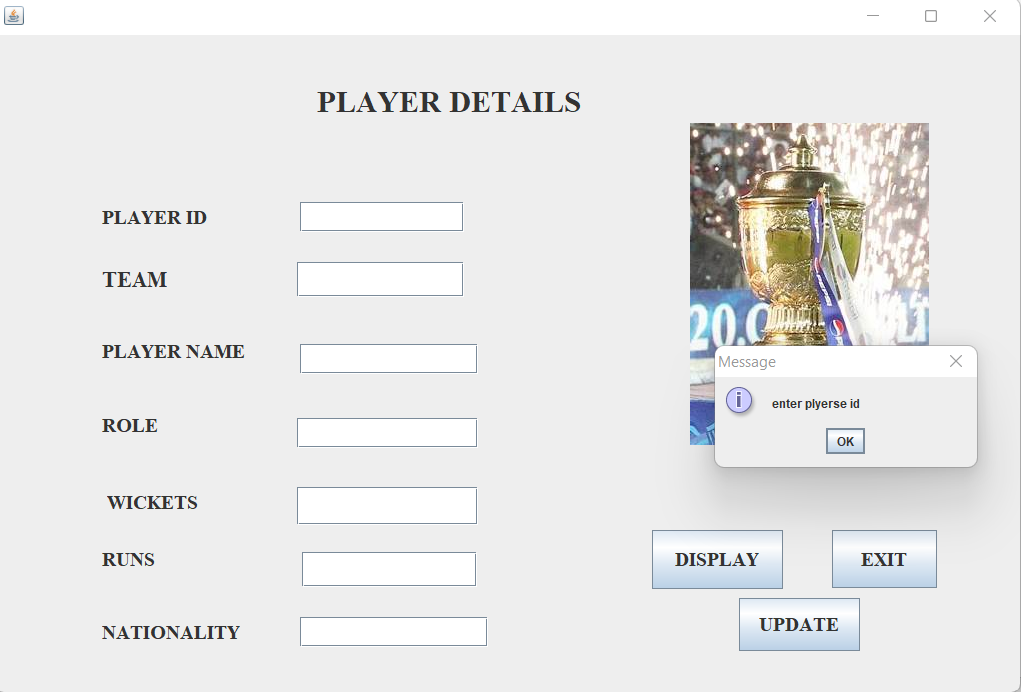 PLAYER DETAILS
PLAYER ID
TEAM
PLAYER NAME
ROLE
WICKETS
RUNS
NATIONALITY
20.
Message
enter plyerse id
OK
DISPLAY
EXIT
UPDATE